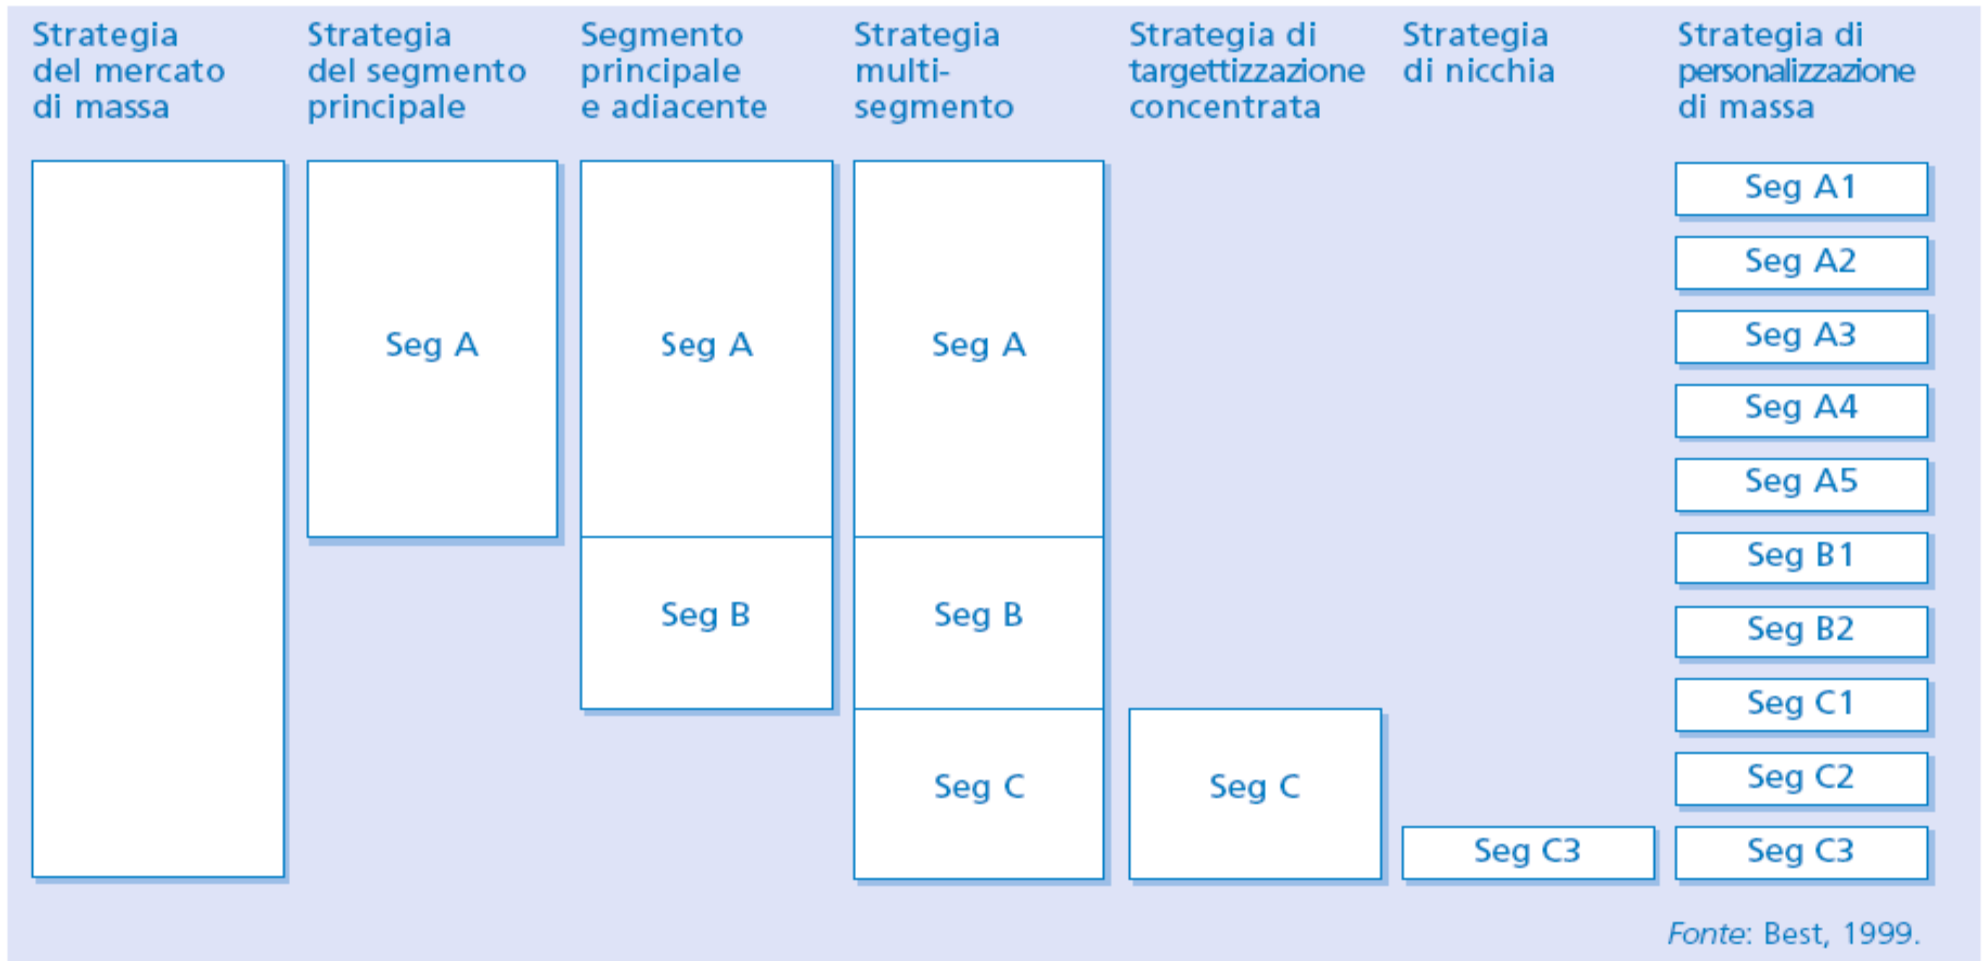 Strategia
del mercato
di massa
Strategia
del segmento
principale
Segmento
principale
e adiacente
Strategia
multi-
segmento
Strategia di
targettizzazione
concentrata
Strategia
di nicchia
Strategia di
personalizzazione
di massa
Seg A
Seg A
Seg B
Seg A
Seg B
Seg C
Seg C
Seg C3
Seg A1
Seg A2
Seg A3
Seg A4
Seg A5
Seg B1
Seg B2
Seg C1
Seg C2
Seg C3
Fonte: Best, 1999.